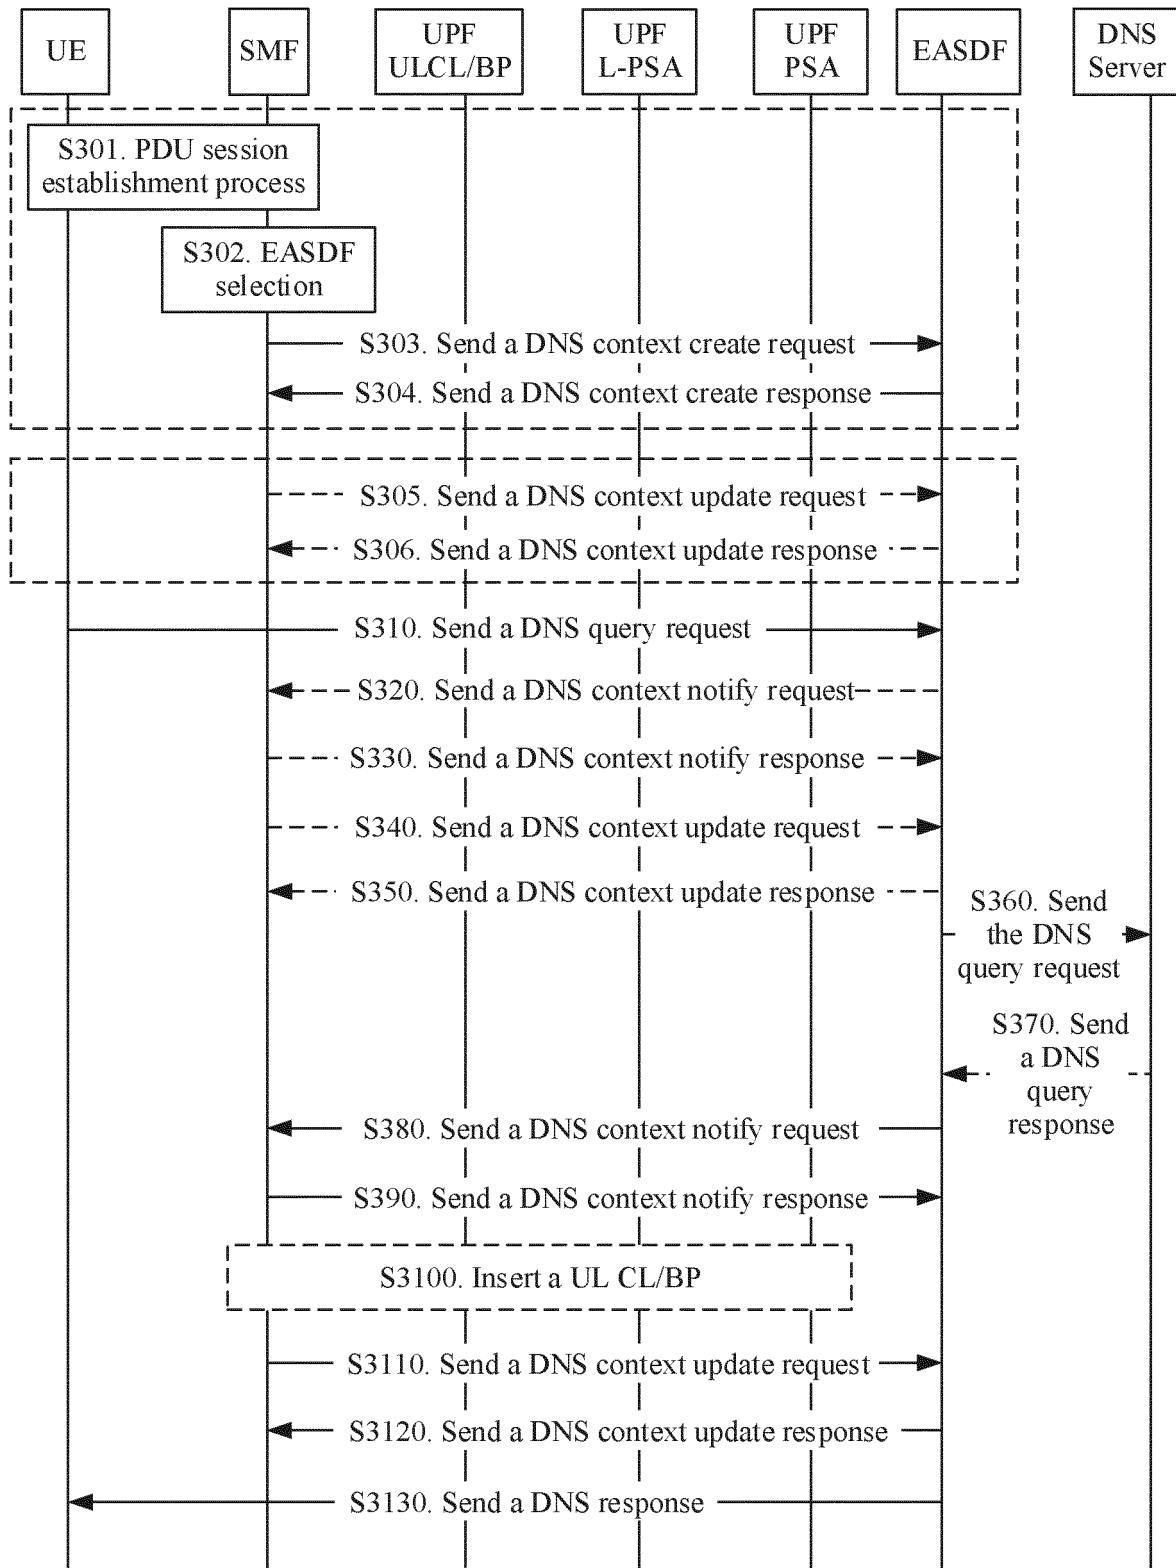 UE
SMF
UPF
ULCL/BP
UPF
L-PSA
UPF
PSA
EASDF
DNS
Server
S301. PDU session
establishment process
S302. EASDF
selection
S303. Send a DNS context create request
S304. Send a DNS context create response
S305. Send a DNS context update request
S306. Send a DNS context update response
S310. Send a DNS query request
S320. Send a DNS context notify request
S330. Send a DNS context notify response
S340. Send a DNS context update request
S350. Send a DNS context update response
S360. Send
the DNS
query request
S370. Send
a DNS
query
response
S380. Send a DNS context notify request
S390. Send a DNS context notify response
S3100. Insert a UL CL/BP
S3110. Send a DNS context update request
S3120. Send a DNS context update response
S3130. Send a DNS response